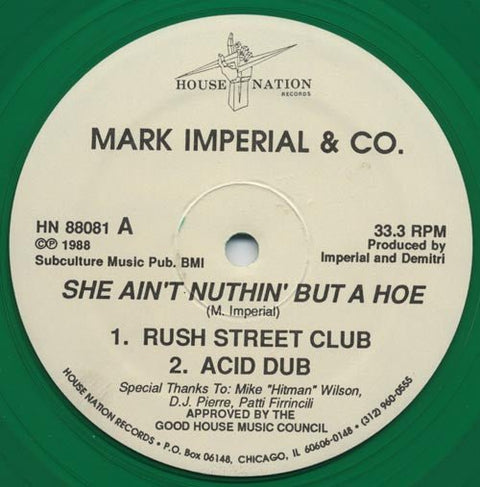 HOUSE NATION
RECORDS
MARK IMPERIAL & CO.
HN 88081 A
©℗ 1988
Subculture Music Pub. BMI
33.3 RPM
Produced by
Imperial and Demitri
SHE AIN'T NUTHIN' BUT A HOE
(M. Imperial)
1. RUSH STREET CLUB
2. ACID DUB
Special Thanks To: Mike "Hitman" Wilson,
D.J. Pierre, Patti Firrincili
APPROVED BY THE
GOOD HOUSE MUSIC COUNCIL
HOUSE NATION RECORDS • P.O. Box 06148, CHICAGO, IL 60606-0148 • (312) 960-0555